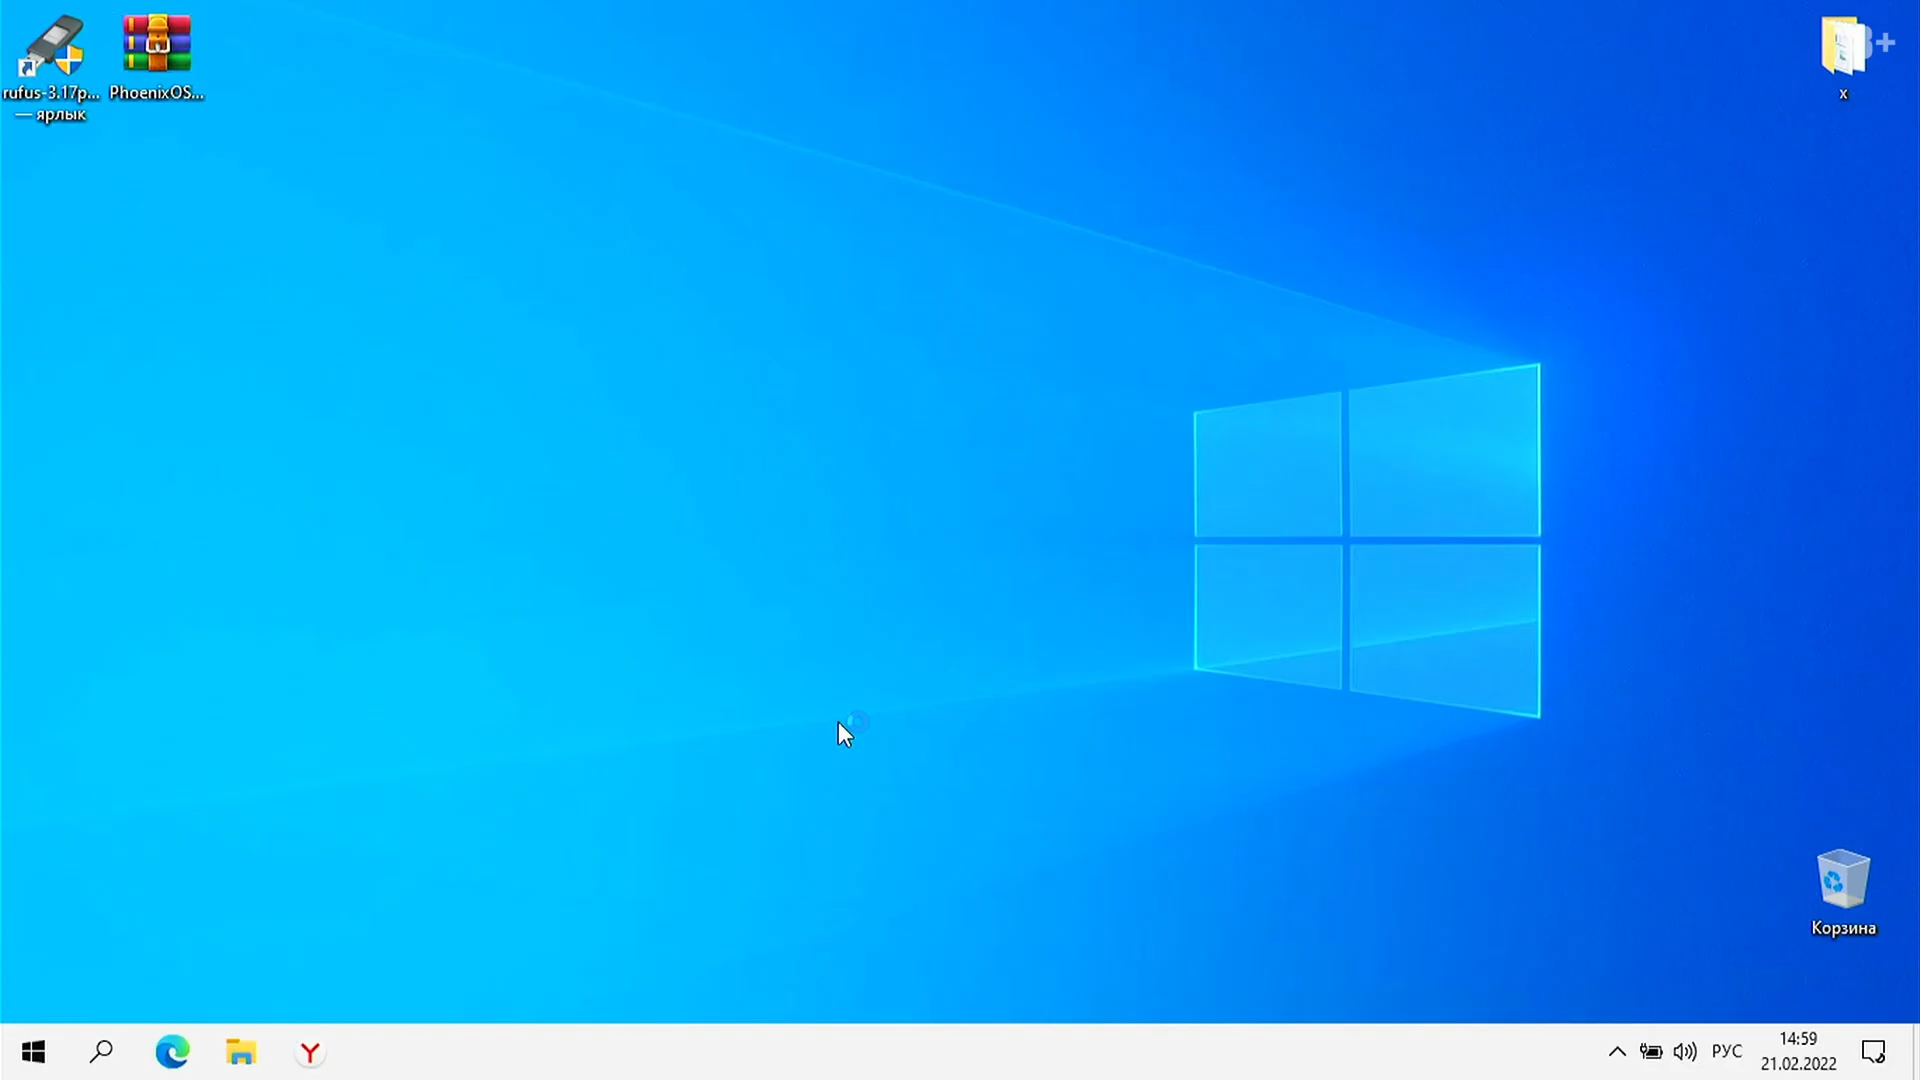 rufus-3.17p...
— ярлык
PhoenixOS...
x
Корзина
РУС
14:59
21.02.2022